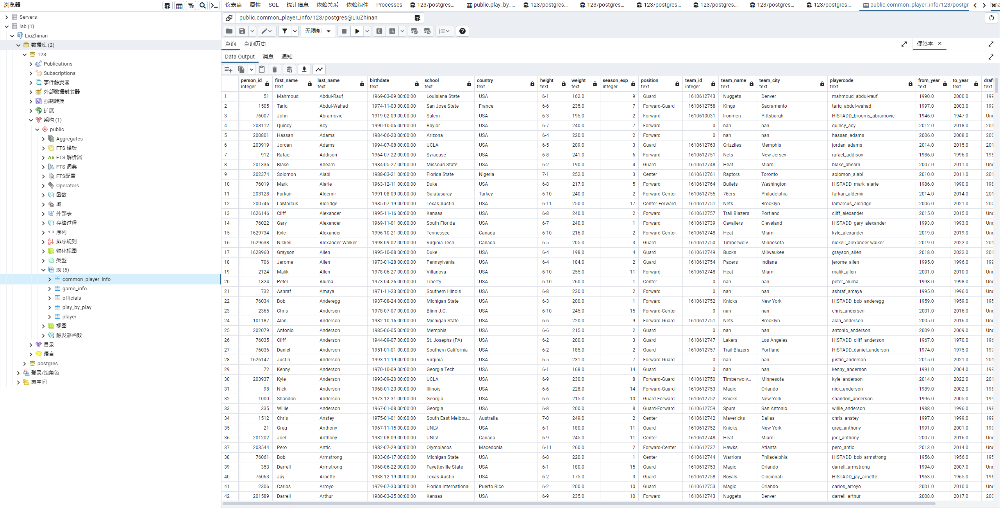 浏览器
仪表盘 属性 SQL 统计信息 依赖关系 依赖组件 Processes 123/postgres... public.play_by_... 123/postgres... 123/postgres... 123/postgres... 123/postgres... 123/postgres... 123/postgres... public.common_player_info/123/postgr
Servers
lab (1)
LiuZhinan
数据库 (2)
123
Publications
Subscriptions
事件触发器
外部数据封装器
强制转换
扩展
架构 (1)
public
Aggregates
FTS 模板
FTS 解析器
FTS 词典
FTS配置
Operators
函数
域
外部表
存储过程
序列
排序规则
物化视图
类型
表 (5)
common_player_info
game_info
officials
play_by_play
player
视图
触发器函数
目录
语言
postgres
登录/组角色
表空间
public.common_player_info/123/postgres@LiuZhinan
无限制
查询 查询历史 便签本
Data Output 消息 通知
person_id first_name last_name birthdate school country height weight season_exp position team_id team_name team_city playercode from_year to_year draft
integer text text text text text text text integer text integer text text text text text text
1 51 Mahmoud Abdul-Rauf 1969-03-09 00:00:00 Louisiana State USA 6-1 162.0 9 Guard 1610612743 Nuggets Denver mahmoud_abdul-rauf 1990.0 2000.0 199
2 1505 Tariq Abdul-Wahad 1974-11-03 00:00:00 San Jose State France 6-6 235.0 7 Forward-Guard 1610612758 Kings Sacramento tariq_abdul-wahad 1997.0 2003.0 199
3 76007 John Abramovic 1919-02-09 00:00:00 Salem USA 6-3 195.0 2 Forward 1610610031 Ironmen Pittsburgh HISTADD_brooms_abramovic 1946.0 1947.0 Unc
4 203112 Quincy Acy 1990-10-06 00:00:00 Baylor USA 6-7 240.0 7 Forward 0 nan nan quincy_acy 2012.0 2018.0 201
5 200801 Hassan Adams 1984-06-20 00:00:00 Arizona USA 6-4 220.0 2 Forward 0 nan nan hassan_adams 2006.0 2008.0 200
6 203919 Jordan Adams 1994-07-08 00:00:00 UCLA USA 6-5 209.0 3 Guard 1610612763 Grizzlies Memphis jordan_adams 2014.0 2015.0 201
7 912 Rafael Addison 1964-07-22 00:00:00 Syracuse USA 6-8 241.0 6 Forward 1610612751 Nets New Jersey rafael_addison 1986.0 1996.0 198
8 201336 Blake Ahearn 1984-05-27 00:00:00 Missouri State USA 6-2 190.0 4 Guard 1610612748 Heat Miami blake_ahearn 2007.0 2011.0 Unc
9 202374 Solomon Alabi 1988-03-21 00:00:00 Florida State Nigeria 7-1 252.0 3 Center 1610612761 Raptors Toronto solomon_alabi 2010.0 2011.0 201
10 76019 Mark Alarie 1963-12-11 00:00:00 Duke USA 6-8 217.0 5 Forward 1610612764 Bullets Washington HISTADD_mark_alarie 1986.0 1990.0 198
11 203128 Furkan Aldemir 1991-08-09 00:00:00 Galatasaray Turkey 6-10 240.0 2 Forward-Center 1610612755 76ers Philadelphia furkan_aldemir 2014.0 2014.0 201
12 200746 LaMarcus Aldridge 1985-07-19 00:00:00 Texas-Austin USA 6-11 250.0 17 Center-Forward 1610612751 Nets Brooklyn lamarcus_aldridge 2006.0 2021.0 200
13 1626146 Cliff Alexander 1995-11-16 00:00:00 Kansas USA 6-8 240.0 2 Forward 1610612757 Trail Blazers Portland cliff_alexander 2015.0 2015.0 Unc
14 76022 Gary Alexander 1969-11-01 00:00:00 South Florida USA 6-7 240.0 1 Forward 1610612739 Cavaliers Cleveland HISTADD_gary_alexander 1993.0 1993.0 Unc
15 1629734 Kyle Alexander 1996-10-21 00:00:00 Tennessee Canada 6-10 216.0 2 Forward-Center 1610612748 Heat Miami kyle_alexander 2019.0 2019.0 Unc
16 1629638 Nickeil Alexander-Walker 1998-09-02 00:00:00 Virginia Tech Canada 6-5 205.0 3 Guard 1610612750 Timberwolv... Minnesota nickeil_alexander-walker 2019.0 2022.0 201
17 1628960 Grayson Allen 1995-10-08 00:00:00 Duke USA 6-4 198.0 4 Guard 1610612749 Bucks Milwaukee grayson_allen 2018.0 2022.0 201
18 706 Jerome Allen 1973-01-28 00:00:00 Pennsylvania USA 6-4 184.0 2 Guard 1610612754 Pacers Indiana jerome_allen 1995.0 1996.0 199
19 2124 Malik Allen 1978-06-27 00:00:00 Villanova USA 6-10 255.0 11 Forward 1610612748 Heat Miami malik_allen 2001.0 2010.0 Unc
20 1824 Peter Aluma 1973-04-26 00:00:00 Liberty USA 6-10 260.0 1 Center 0 nan nan peter_aluma 1998.0 1998.0 Unc
21 732 Ashraf Amaya 1971-11-23 00:00:00 Southern Illinois USA 6-8 230.0 2 Forward 0 nan nan ashraf_amaya 1995.0 1996.0 Unc
22 76034 Bob Anderegg 1937-08-24 00:00:00 Michigan State USA 6-3 200.0 1 Forward 1610612752 Knicks New York HISTADD_bob_anderegg 1959.0 1959.0 195
23 2365 Chris Andersen 1978-07-07 00:00:00 Blinn J.C. USA 6-10 245.0 15 Forward-Center 0 nan nan chris_andersen 2001.0 2016.0 Unc
24 101187 Alan Anderson 1982-10-16 00:00:00 Michigan State USA 6-6 220.0 9 Forward-Guard 1610612751 Nets Brooklyn alan_anderson 2005.0 2016.0 Unc
25 202079 Antonio Anderson 1985-06-05 00:00:00 Memphis USA 6-6 215.0 2 Guard 0 nan nan antonio_anderson 2009.0 2009.0 Unc
26 76035 Cliff Anderson 1944-09-07 00:00:00 St. Josephs (PA) USA 6-2 200.0 3 Guard 1610612747 Lakers Los Angeles HISTADD_cliff_anderson 1967.0 1970.0 196
27 76036 Daniel Anderson 1951-01-01 00:00:00 Southern California USA 6-2 185.0 2 Guard 1610612757 Trail Blazers Portland HISTADD_daniel_anderson 1974.0 1975.0 197
28 1626147 Justin Anderson 1993-11-19 00:00:00 Virginia USA 6-5 231.0 7 Forward-Guard 0 nan nan justin_anderson 2015.0 2021.0 201
29 72 Kenny Anderson 1970-10-09 00:00:00 Georgia Tech USA 6-1 168.0 14 Guard 0 nan nan kenny_anderson 1991.0 2004.0 199
30 203937 Kyle Anderson 1993-09-20 00:00:00 UCLA USA 6-9 230.0 8 Forward-Guard 1610612750 Timberwolv... Minnesota kyle_anderson 2014.0 2022.0 201
31 98 Nick Anderson 1968-01-20 00:00:00 Illinois USA 6-6 228.0 14 Forward-Guard 1610612753 Magic Orlando nick_anderson 1989.0 2002.0 198
32 1000 Shandon Anderson 1973-12-31 00:00:00 Georgia USA 6-6 215.0 10 Guard-Forward 1610612752 Knicks New York shandon_anderson 1996.0 2005.0 199
33 335 Willie Anderson 1967-01-08 00:00:00 Georgia USA 6-8 200.0 8 Guard-Forward 1610612759 Spurs San Antonio willie_anderson 1988.0 1996.0 198
34 1512 Chris Anstey 1975-01-01 00:00:00 South East Melbou... Australia 7-0 249.0 2 Center 1610612742 Mavericks Dallas chris_anstey 1997.0 1999.0 199
35 21 Greg Anthony 1967-11-15 00:00:00 UNLV USA 6-1 180.0 11 Guard 1610612752 Knicks New York greg_anthony 1991.0 2001.0 199
36 201202 Joel Anthony 1982-08-09 00:00:00 UNLV Canada 6-9 245.0 11 Center 1610612748 Heat Miami joel_anthony 2007.0 2016.0 Unc
37 203544 Pero Antic 1982-07-29 00:00:00 Olympiacos Macedonia 6-11 260.0 2 Forward-Center 1610612737 Hawks Atlanta pero_antic 2013.0 2014.0 Unc
38 76061 Bob Armstrong 1933-06-17 00:00:00 Michigan State USA 6-8 220.0 1 Center 1610612744 Warriors Philadelphia HISTADD_bob_armstrong 1956.0 1956.0 195
39 353 Darrell Armstrong 1968-06-22 00:00:00 Fayetteville State USA 6-1 180.0 15 Guard 1610612753 Magic Orlando darrell_armstrong 1994.0 2007.0 Unc
40 76063 Jay Arnette 1938-12-19 00:00:00 Texas-Austin USA 6-2 175.0 3 Guard 1610612758 Royals Cincinnati HISTADD_jay_arnette 1963.0 1965.0 196
41 2306 Carlos Arroyo 1979-07-30 00:00:00 Florida International Puerto Rico 6-2 200.0 10 Guard 1610612753 Magic Orlando carlos_arroyo 2001.0 2010.0 Unc
42 201589 Darrell Arthur 1988-03-25 00:00:00 Kansas USA 6-9 235.0 10 Forward 1610612743 Nuggets Denver darrell_arthur 2008.0 2017.0 200